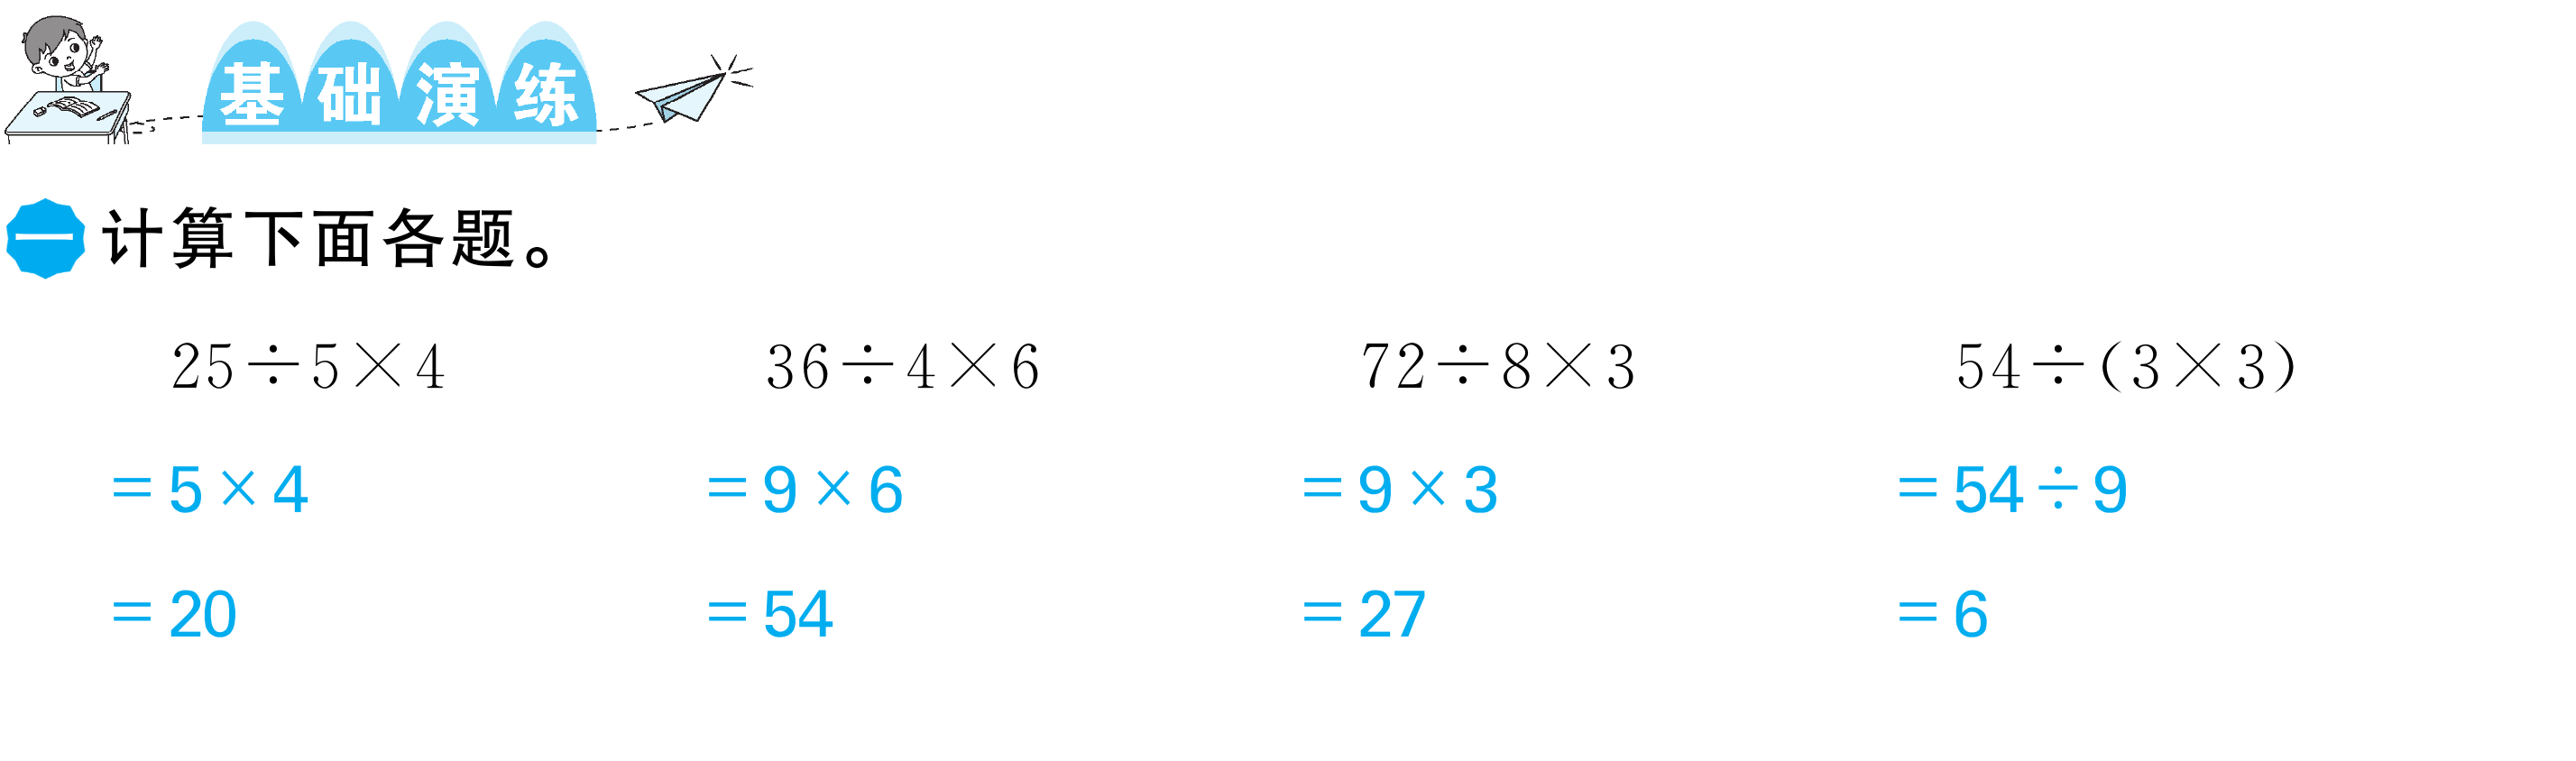 基础演练
一 计算下面各题。
25÷5×4 36÷4×6 72÷8×3 54÷(3×3)
=5×4 =9×6 =9×3 =54÷9
=20 =54 =27 =6